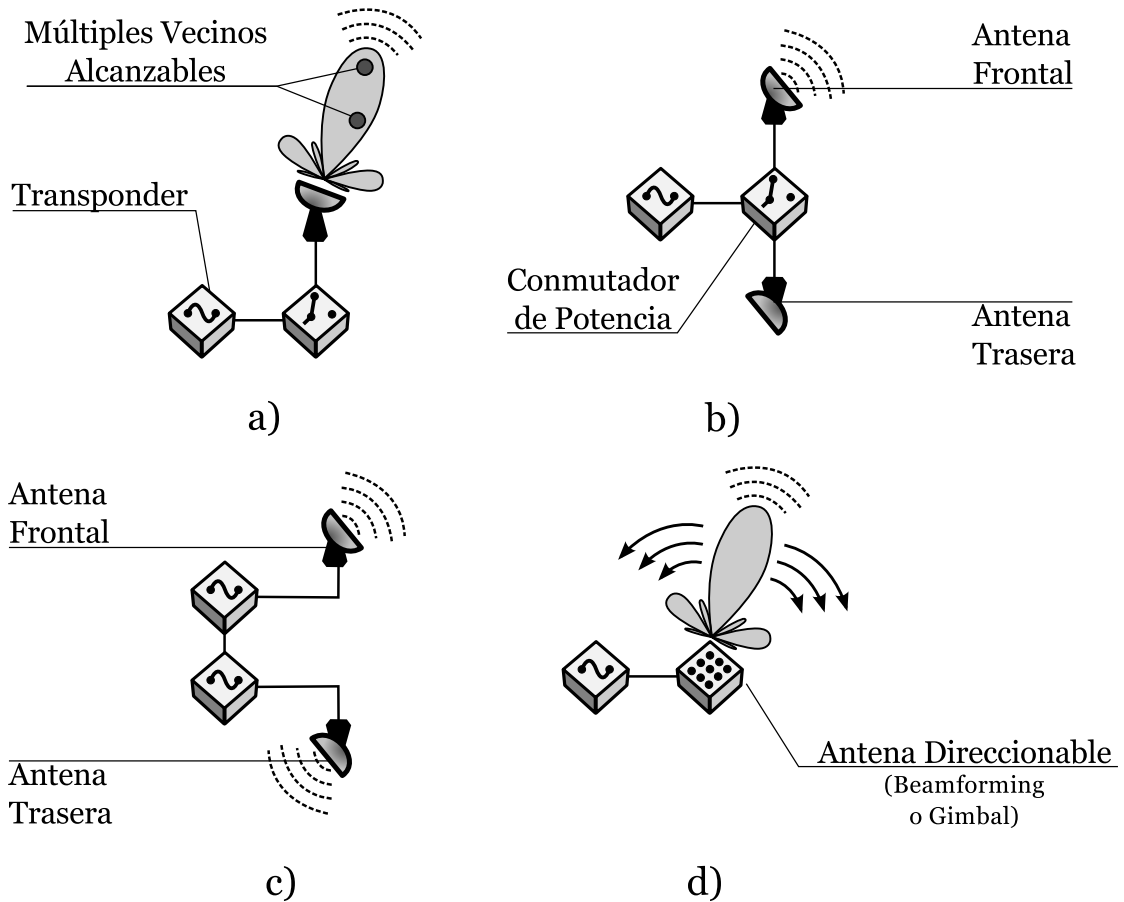 Múltiples Vecinos
Alcanzables
Transponder
a)
Antena
Frontal
Conmutador
de Potencia
Antena
Trasera
b)
Antena
Frontal
Antena
Trasera
c)
Antena Direccionable
(Beamforming
o Gimbal)
d)